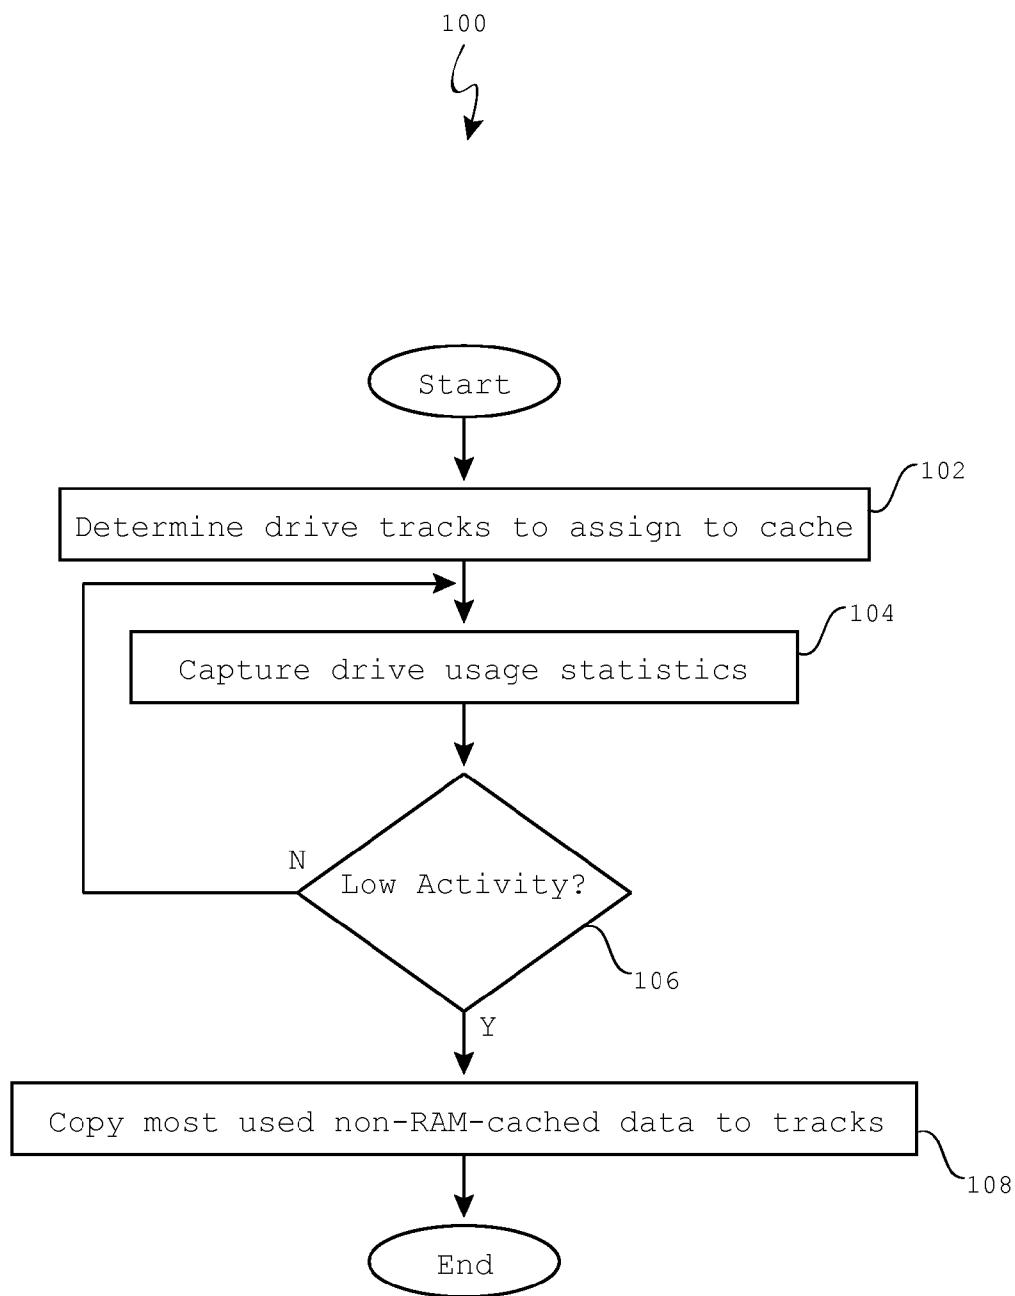 100
Start
102
Determine drive tracks to assign to cache
104
Capture drive usage statistics
N
Low Activity?
106
Y
Copy most used non-RAM-cached data to tracks
108
End